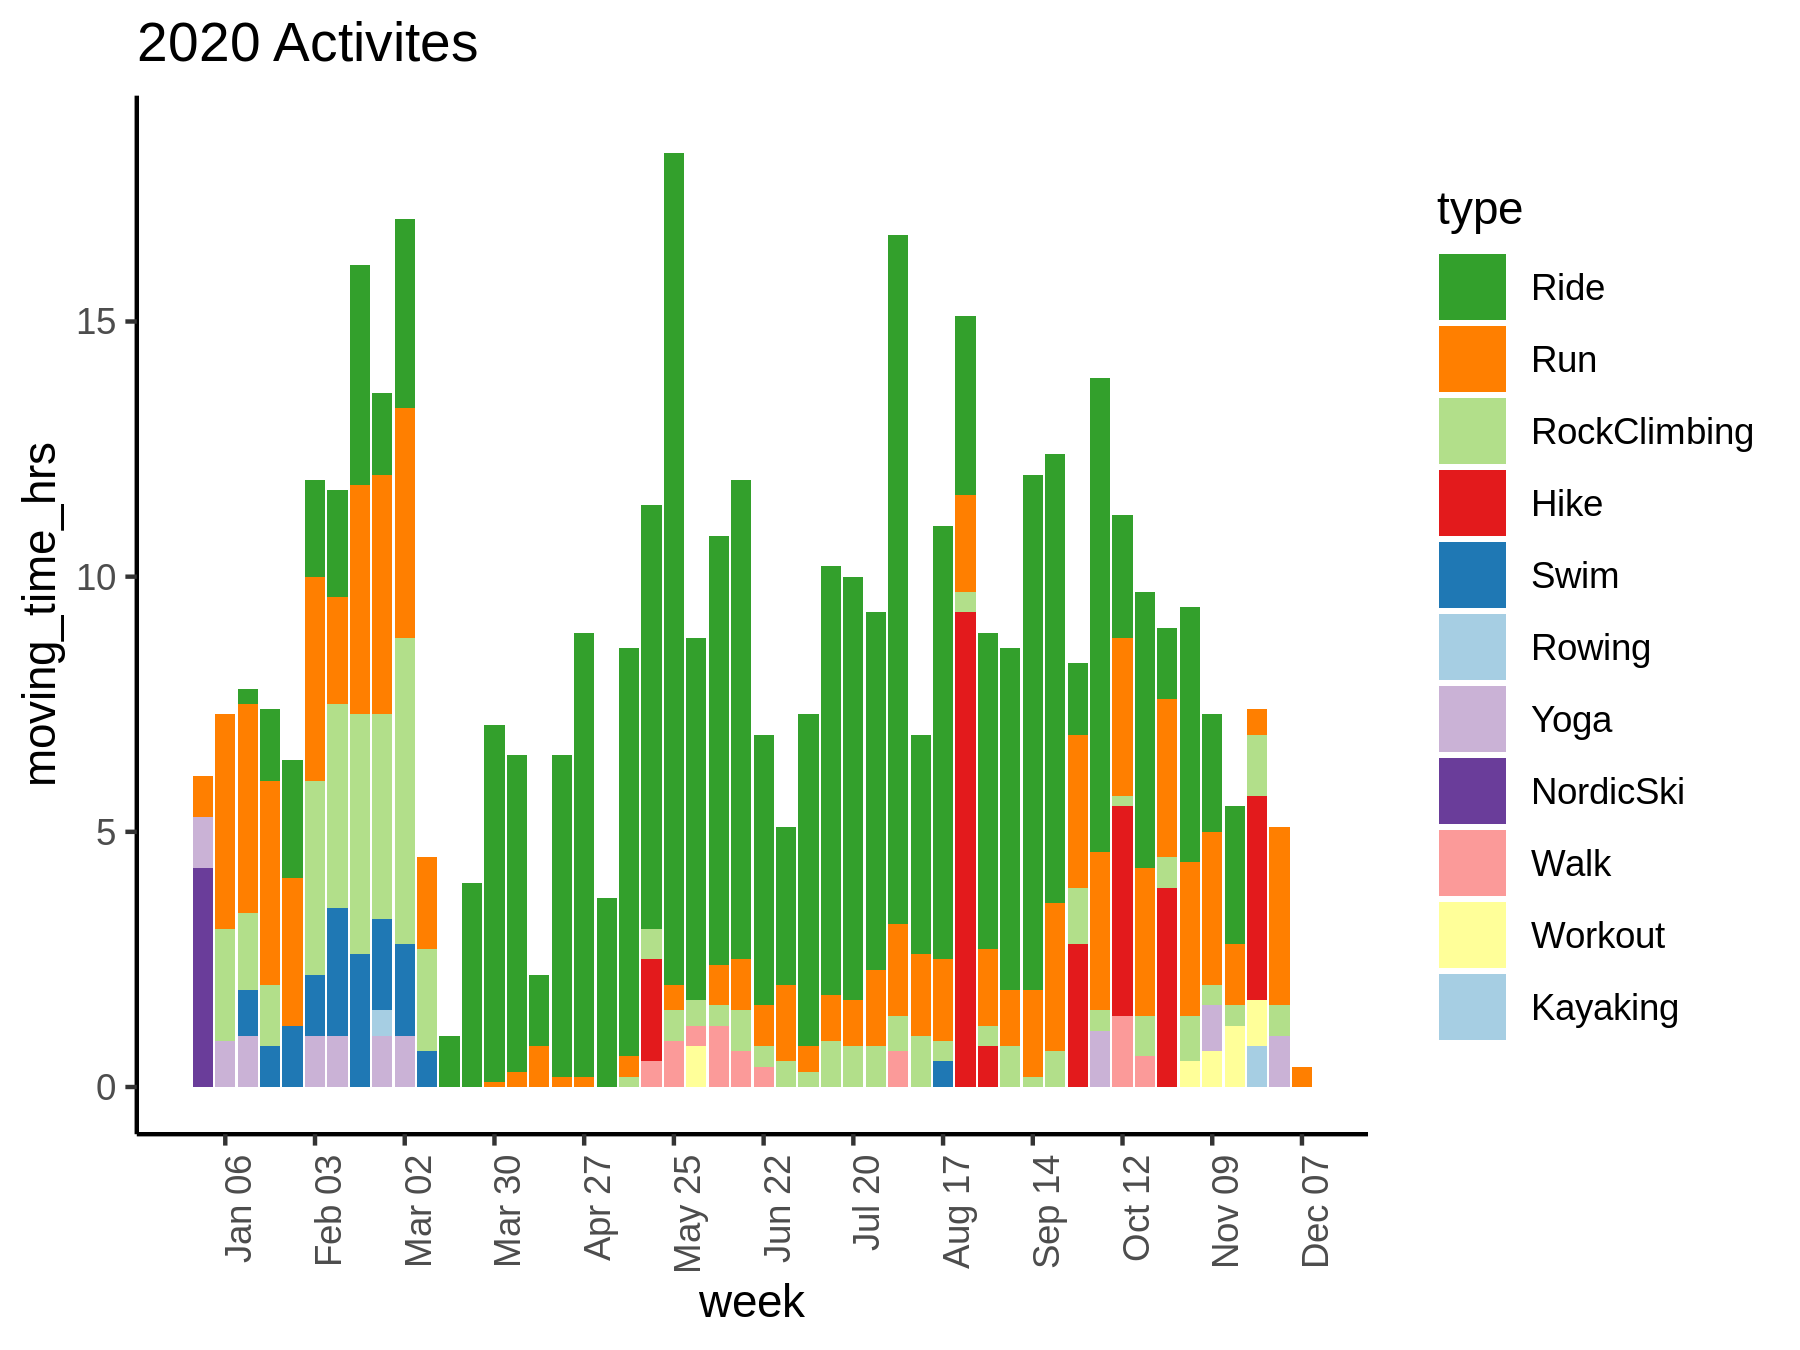 2020 Activites
moving_time_hrs
15
10
5
0
Jan 06
Feb 03
Mar 02
Mar 30
Apr 27
May 25
Jun 22
Jul 20
Aug 17
Sep 14
Oct 12
Nov 09
Dec 07
week
type
Ride
Run
RockClimbing
Hike
Swim
Rowing
Yoga
NordicSki
Walk
Workout
Kayaking